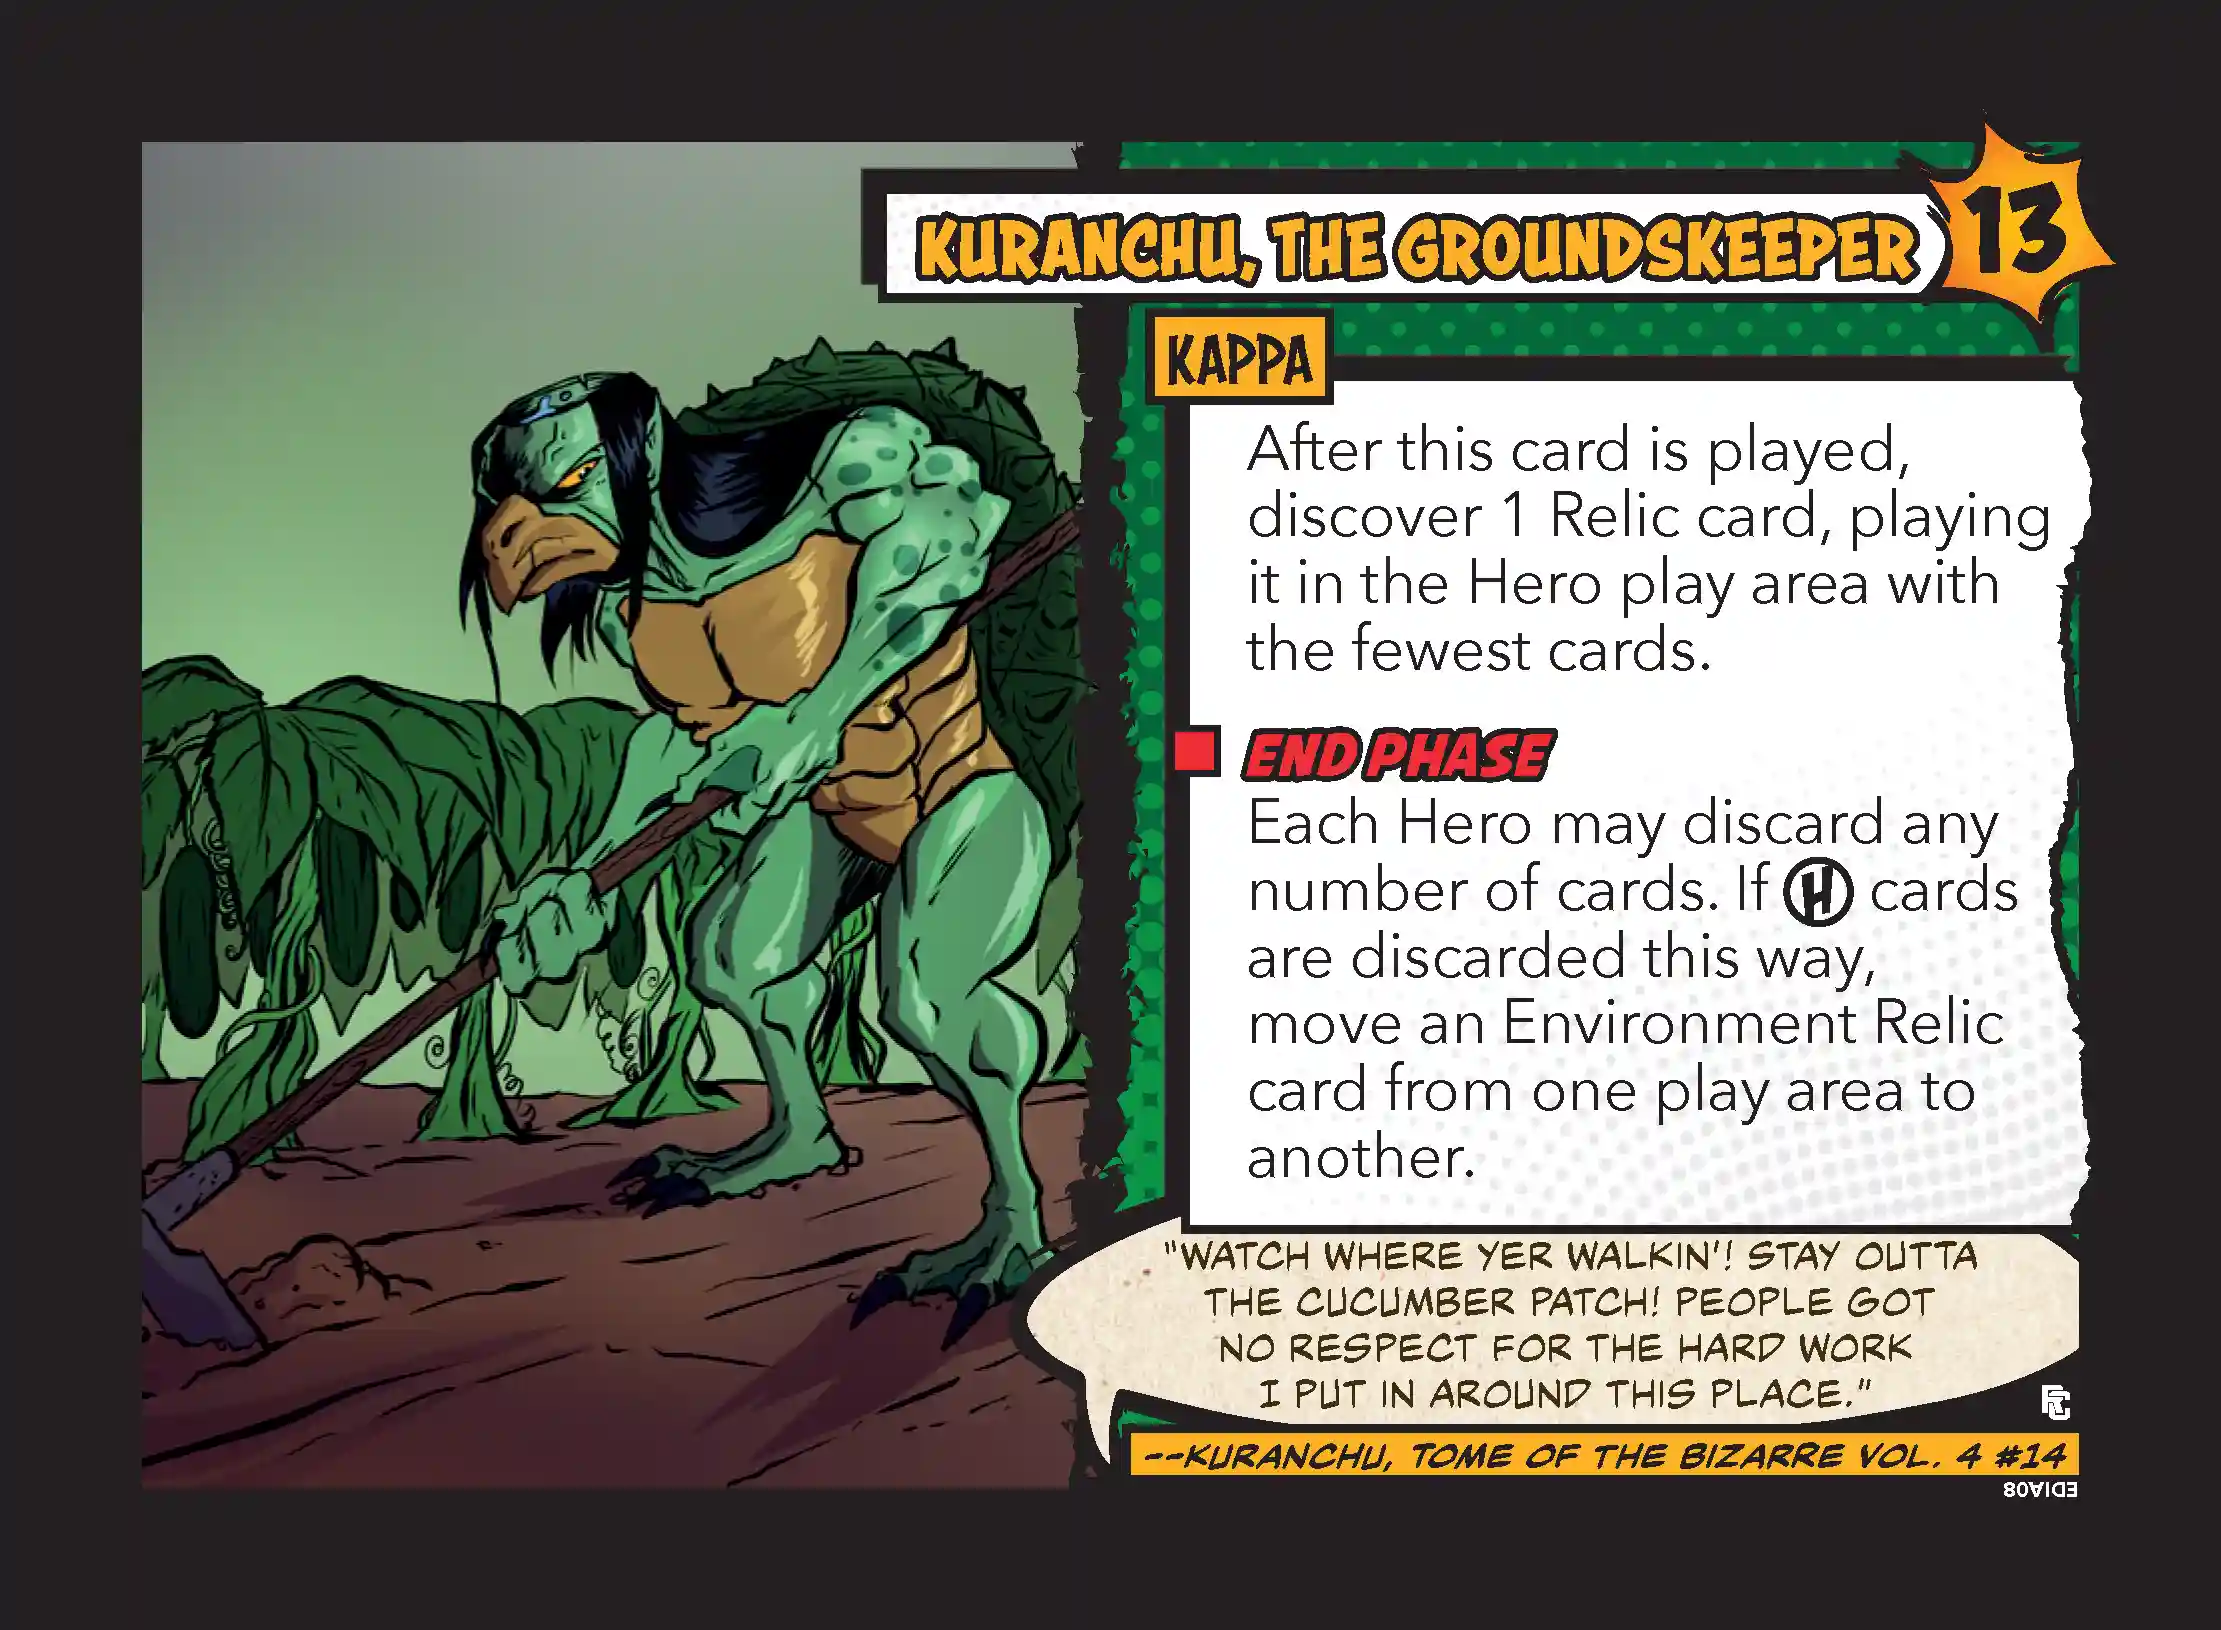 KURANCHU, THE GROUNDSKEEPER
13
KAPPA
After this card is played,
discover 1 Relic card, playing
it in the Hero play area with
the fewest cards.
END PHASE
Each Hero may discard any
number of cards. If H cards
are discarded this way,
move an Environment Relic
card from one play area to
another.
"WATCH WHERE YER WALKIN'! STAY OUTTA
THE CUCUMBER PATCH! PEOPLE GOT
NO RESPECT FOR THE HARD WORK
I PUT IN AROUND THIS PLACE."
--KURANCHU, TOME OF THE BIZARRE VOL. 4 #14
EDIA08